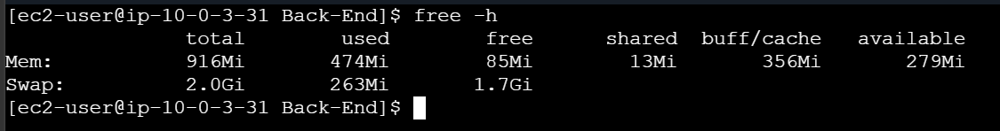 [ec2-user@ip-10-0-3-31 Back-End]$ free -h
total used free shared buff/cache available
Mem: 916Mi 474Mi 85Mi 13Mi 356Mi 279Mi
Swap: 2.0Gi 263Mi 1.7Gi
[ec2-user@ip-10-0-3-31 Back-End]$